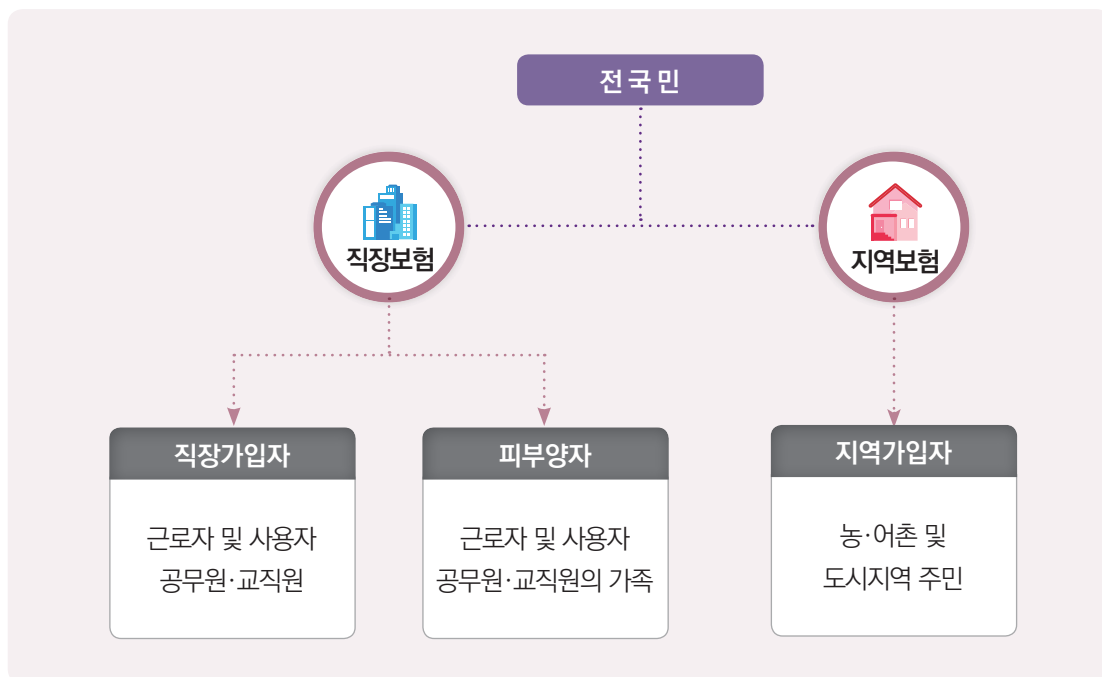 전국민
직장보험
지역보험
직장가입자
근로자 및 사용자
공무원·교직원
피부양자
근로자 및 사용자
공무원·교직원의 가족
지역가입자
농·어촌 및
도시지역 주민